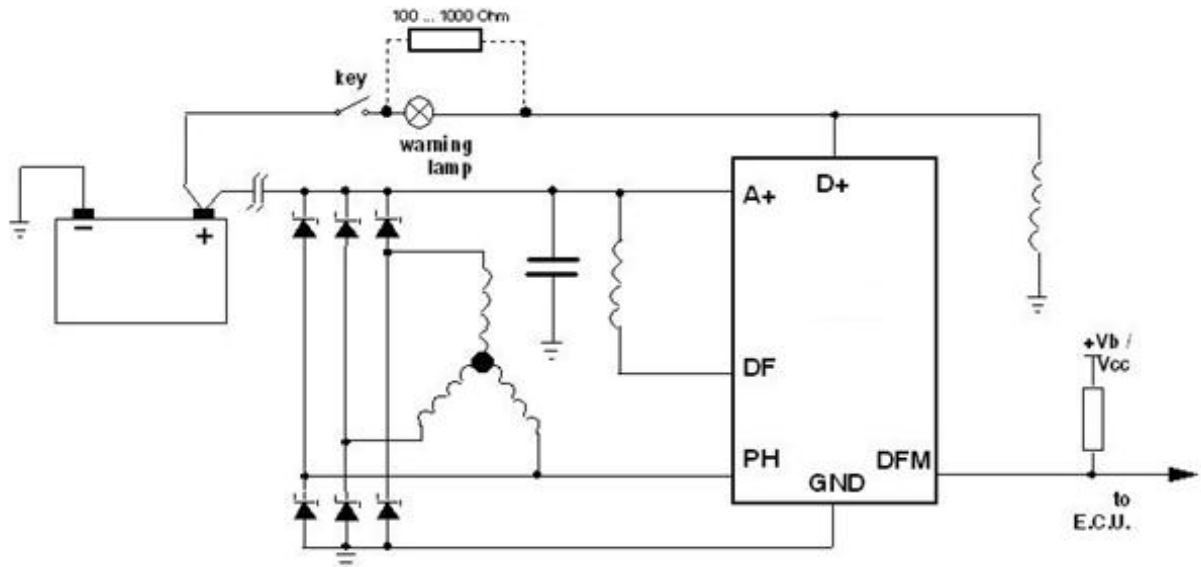 100 ... 1000 Ohm
key
warning
lamp
A+
D+
−
+
DF
+Vb /
Vcc
PH
DFM
GND
to
E.C.U.